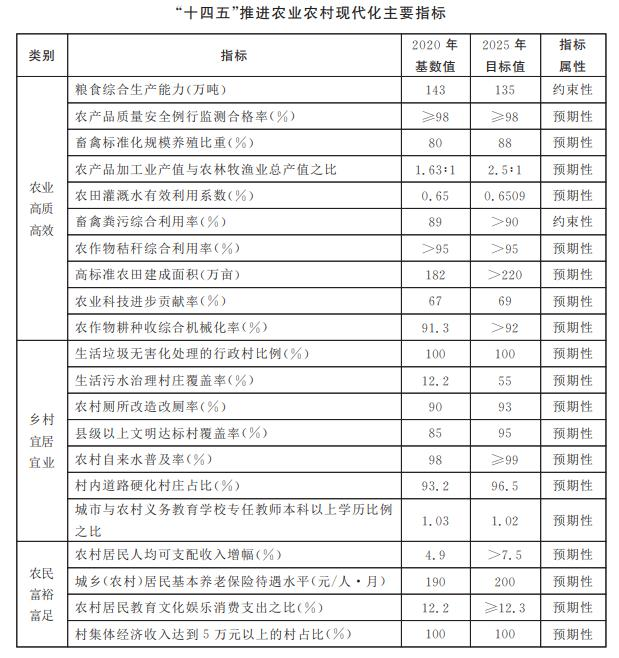 “十四五”推进农业农村现代化主要指标
类别 指标 2020 年基数值 2025 年目标值 指标属性
农业高质高效
粮食综合生产能力(万吨) 143 135 约束性
农产品质量安全例行监测合格率(%) ≥98 ≥98 预期性
畜禽标准化规模养殖比重(%) 80 88 预期性
农产品加工业产值与农林牧渔业总产值之比 1.63:1 2.5:1 预期性
农田灌溉水有效利用系数(%) 0.65 0.6509 预期性
畜禽粪污综合利用率(%) 89 >90 约束性
农作物秸秆综合利用率(%) >95 >95 预期性
高标准农田建成面积(万亩) 182 >220 预期性
农业科技进步贡献率(%) 67 69 预期性
农作物耕种收综合机械化率(%) 91.3 >92 预期性
乡村宜居宜业
生活垃圾无害化处理的行政村比例(%) 100 100 预期性
生活污水治理村庄覆盖率(%) 12.2 55 预期性
农村厕所改造改厕率(%) 90 93 预期性
县级以上文明达标村覆盖率(%) 85 95 预期性
农村自来水普及率(%) 98 ≥99 预期性
村内道路硬化村庄占比(%) 93.2 96.5 预期性
城市与农村义务教育学校专任教师本科以上学历比例
之比 1.03 1.02 预期性
农民富裕富足
农村居民人均可支配收入增幅(%) 4.9 >7.5 预期性
城乡(农村)居民基本养老保险待遇水平(元/人·月) 190 200 预期性
农村居民教育文化娱乐消费支出之比(%) 12.2 ≥12.3 预期性
村集体经济收入达到 5 万元以上的村占比(%) 100 100 预期性